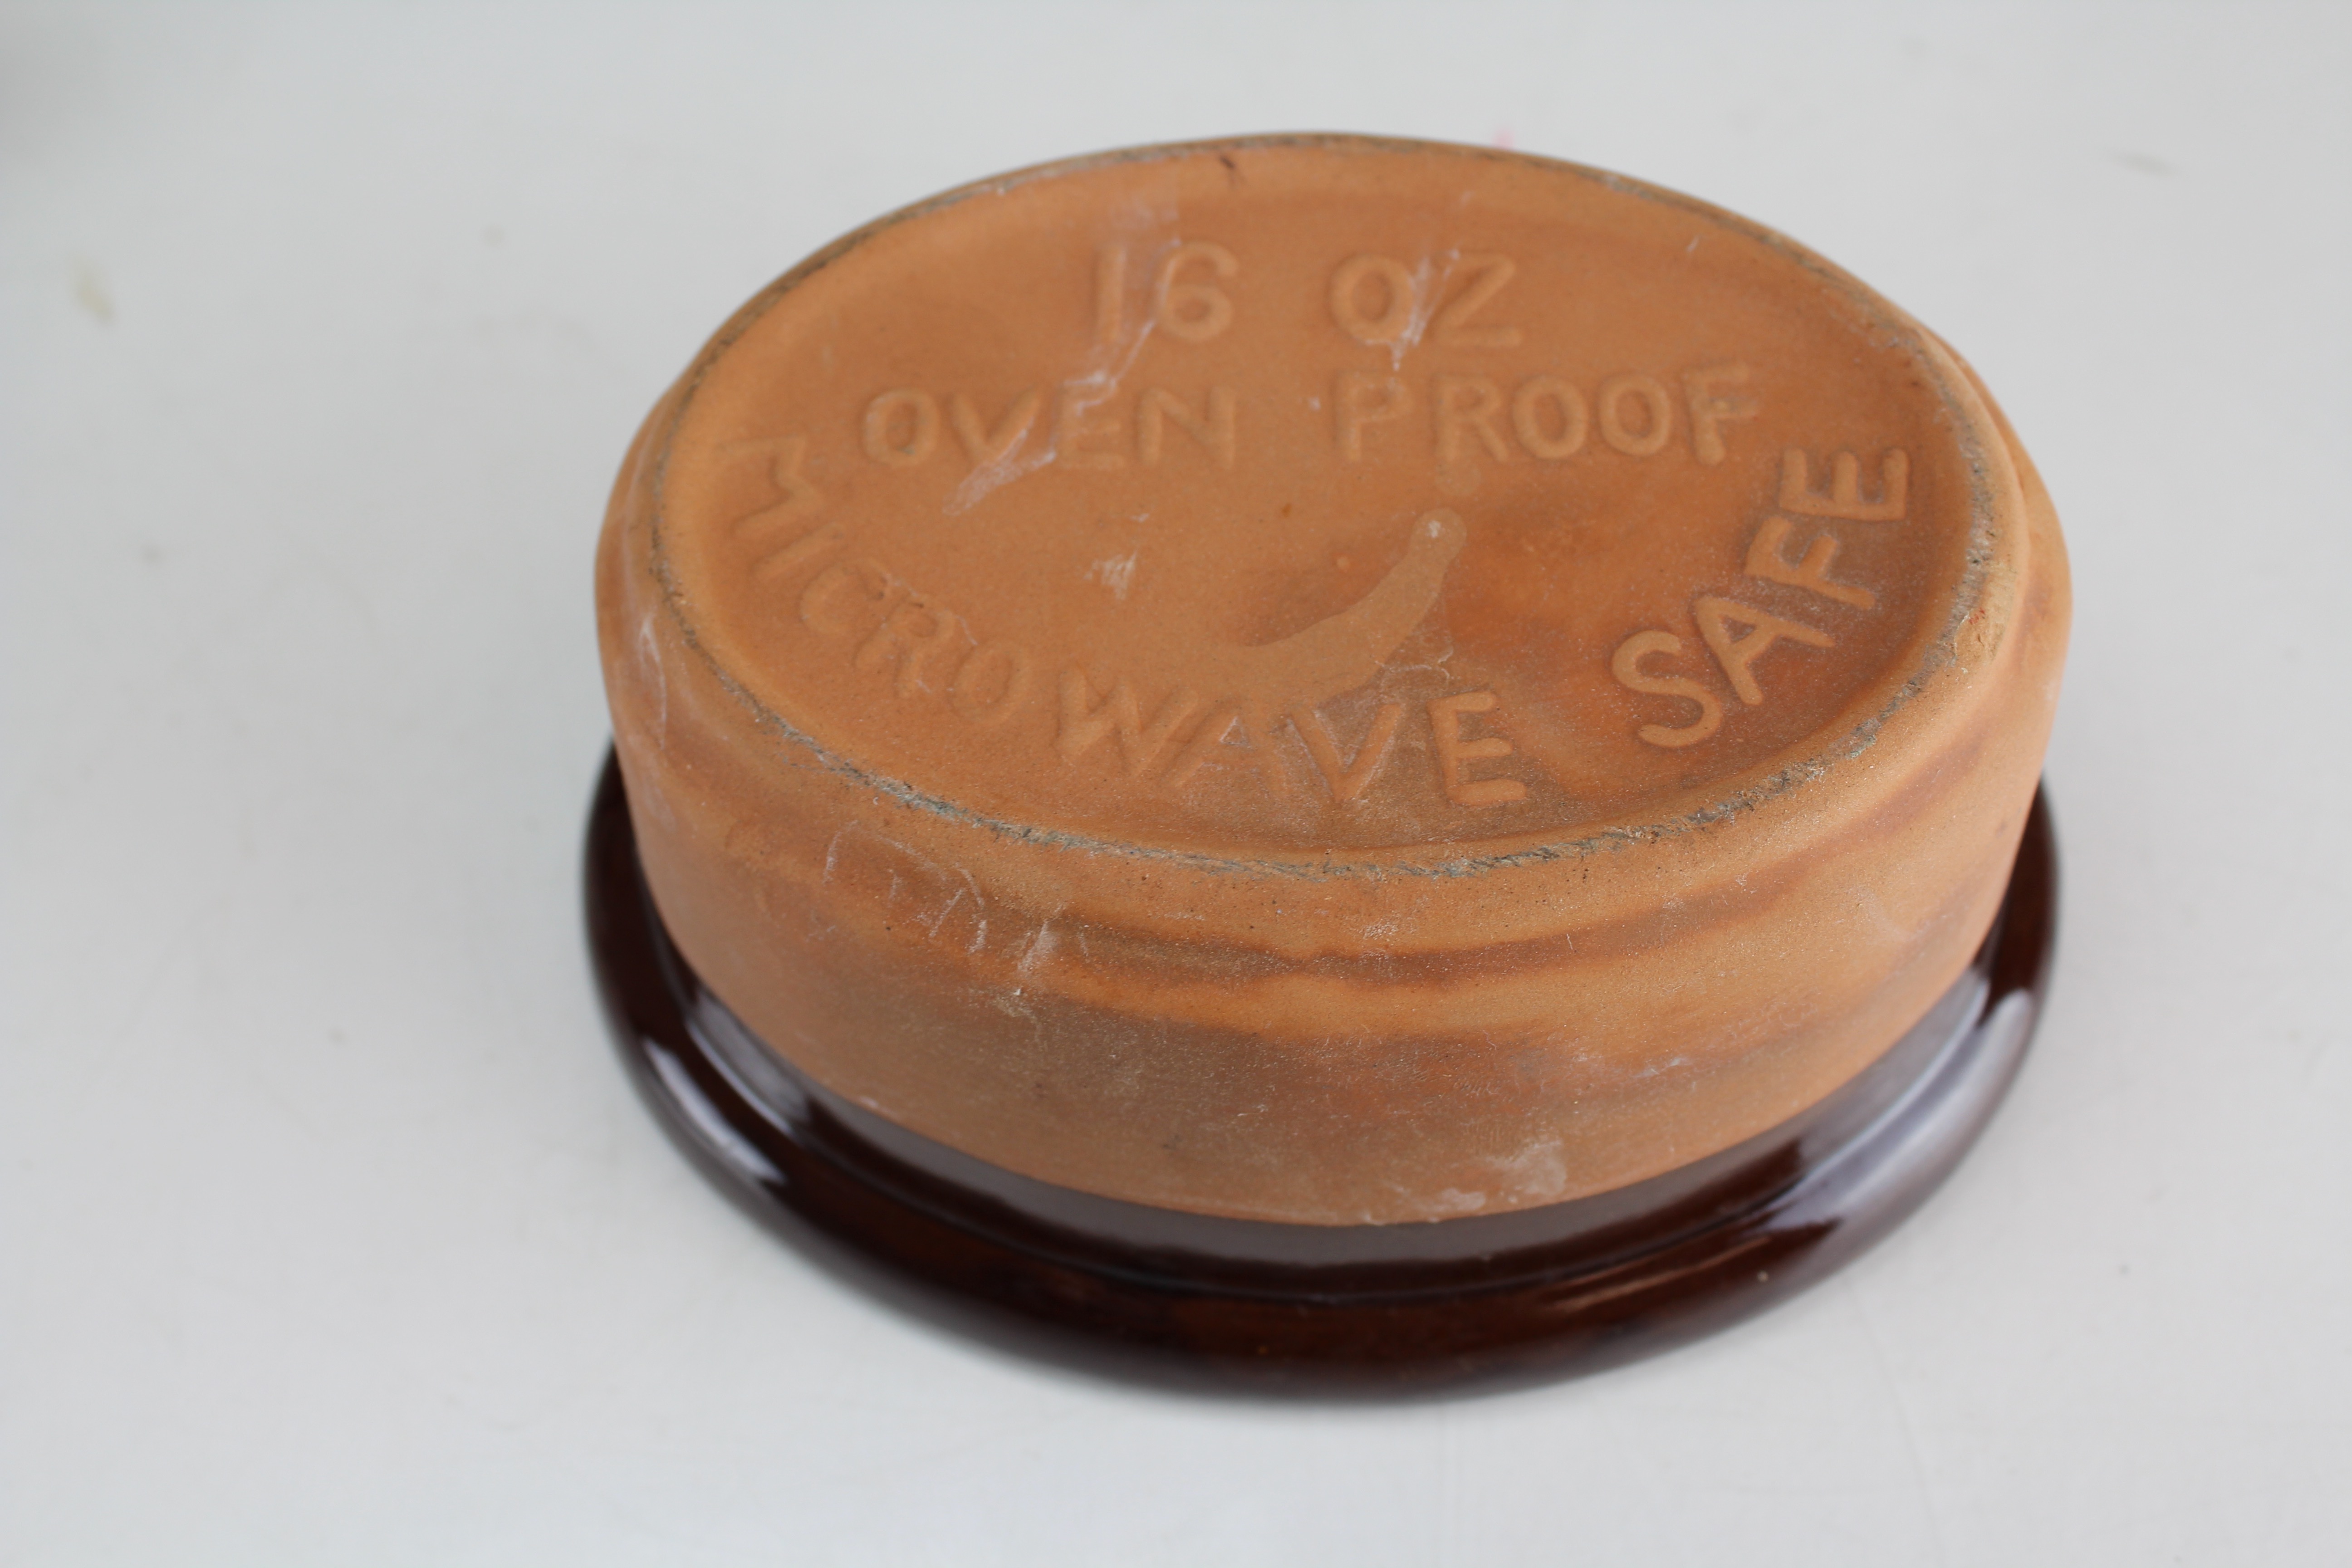 16 OZ
OVEN PROOF
MICROWAVE SAFE